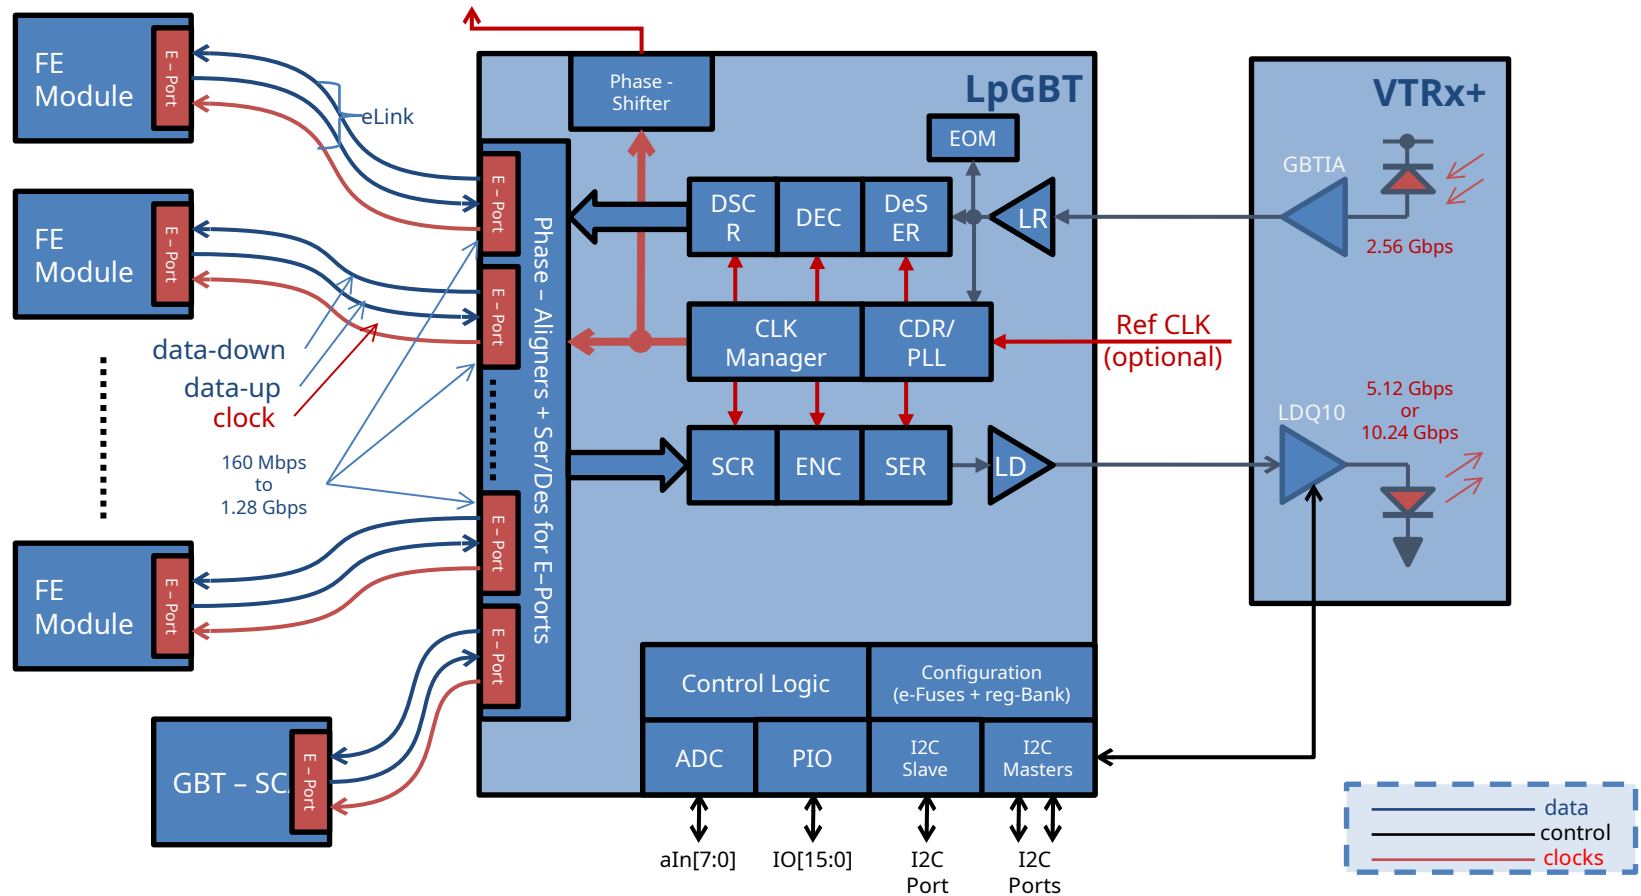 FE
Module
E – Port
eLink
Phase -
Shifter
LpGBT
VTRx+
EOM
GBTIA
E – Port
DSC
R
DEC
DeS
ER
LR
2.56 Gbps
FE
Module
E – Port
E – Port
Phase – Aligners + Ser/Des for E–Ports
CLK
Manager
CDR/
PLL
Ref CLK
(optional)
data-down
data-up
clock
160 Mbps
to
1.28 Gbps
SCR
ENC
SER
LD
LDQ10
5.12 Gbps
or
10.24 Gbps
FE
Module
E – Port
E – Port
E – Port
GBT – SC
E – Port
Control Logic
Configuration
(e-Fuses + reg-Bank)
ADC
PIO
I2C
Slave
I2C
Masters
aIn[7:0]
IO[15:0]
I2C
Port
I2C
Ports
data
control
clocks